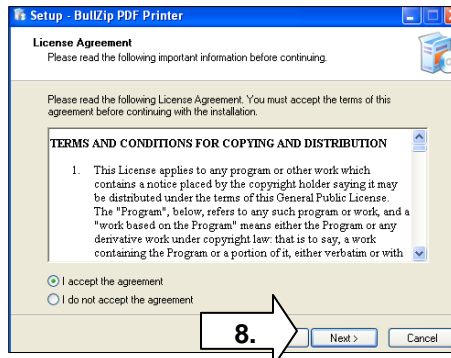 Setup - BullZip PDF Printer
License Agreement
Please read the following important information before continuing.
Please read the following License Agreement. You must accept the terms of this
agreement before continuing with the installation.
TERMS AND CONDITIONS FOR COPYING AND DISTRIBUTION
1. This License applies to any program or other work which
contains a notice placed by the copyright holder saying it may
be distributed under the terms of this General Public License.
The "Program", below, refers to any such program or work, and a
"work based on the Program" means either the Program or any
derivative work under copyright law: that is to say, a work
containing the Program or a portion of it, either verbatim or with
I accept the agreement
I do not accept the agreement
8.
Next >
Cancel